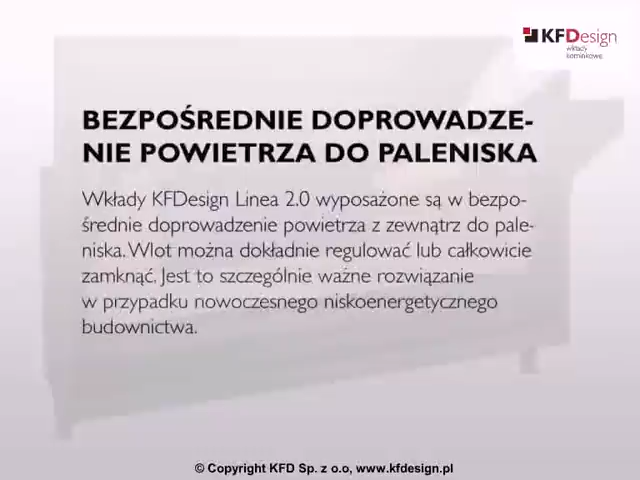 KFDesign
wkłady
kominkowe
BEZPOŚREDNIE DOPROWADZE-
NIE POWIETRZA DO PALENISKA
Wkłady KFDesign Linea 2.0 wyposażone są w bezpo-
średnie doprowadzenie powietrza z zewnątrz do pale-
niska. Wlot można dokładnie regulować lub całkowicie
zamknąć. Jest to szczególnie ważne rozwiązanie
w przypadku nowoczesnego niskoenergetycznego
budownictwa.
© Copyright KFD Sp. z o.o, www.kfdesign.pl